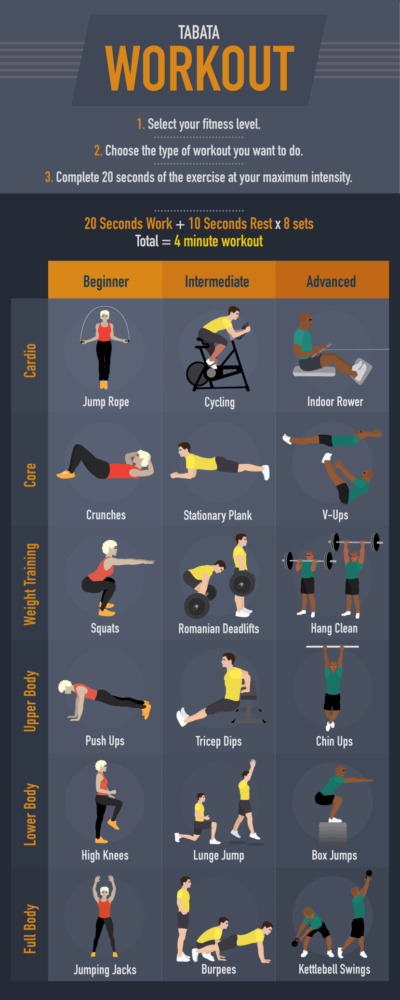 TABATA
WORKOUT
1. Select your fitness level.
2. Choose the type of workout you want to do.
3. Complete 20 seconds of the exercise at your maximum intensity.
20 Seconds Work + 10 Seconds Rest x 8 sets
Total = 4 minute workout
Beginner Intermediate Advanced
Cardio
Jump Rope Cycling Indoor Rower
Core
Crunches Stationary Plank V-Ups
Weight Training
Squats Romanian Deadlifts Hang Clean
Upper Body
Push Ups Tricep Dips Chin Ups
Lower Body
High Knees Lunge Jump Box Jumps
Full Body
Jumping Jacks Burpees Kettlebell Swings